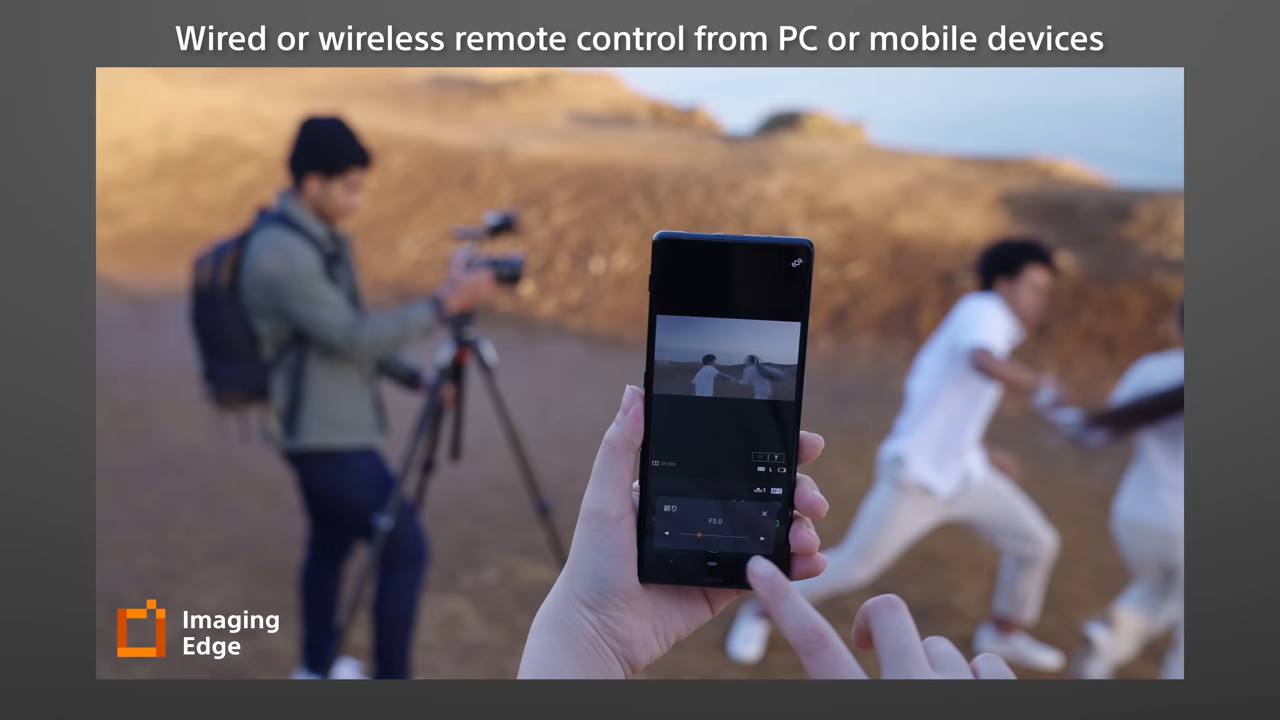 Wired or wireless remote control from PC or mobile devices
絞り
F5.0
Imaging
Edge